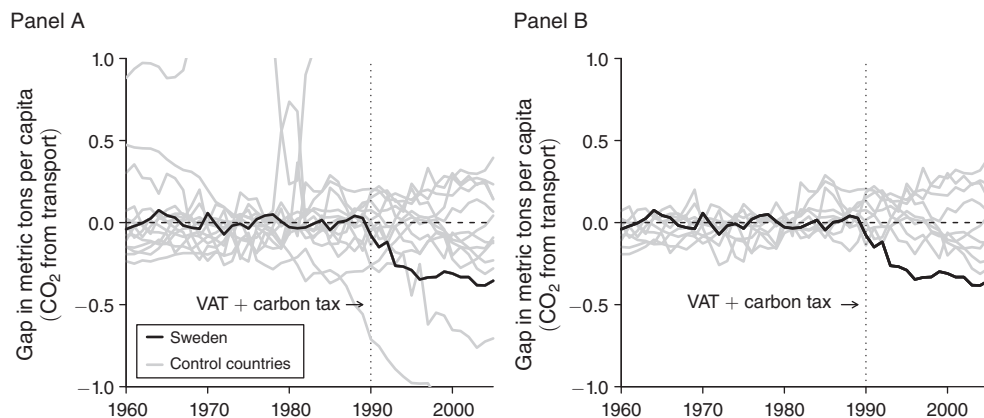 Panel A
Gap in metric tons per capita
(CO₂ from transport)
1.0
0.5
0.0
−0.5
−1.0
VAT + carbon tax →
Sweden
Control countries
1960 1970 1980 1990 2000
Panel B
Gap in metric tons per capita
(CO₂ from transport)
1.0
0.5
0.0
−0.5
−1.0
VAT + carbon tax →
1960 1970 1980 1990 2000